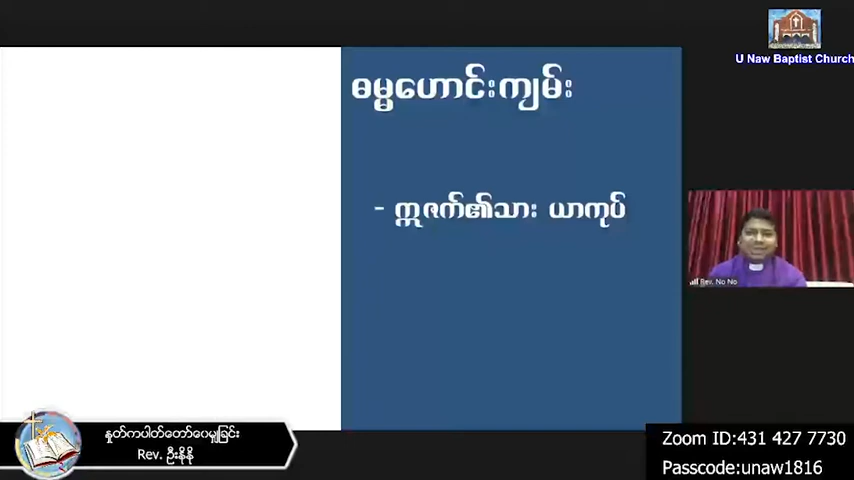 U Naw Baptist Church
ဓမ္မဟောင်းကျမ်း
- ဣဇက်၏သား ယာကုပ်
Rev. No No
နှုတ်ကပါတ်တော်ဝေမျှခြင်း
Rev. ဦးနိုနို
Zoom ID:431 427 7730
Passcode:unaw1816